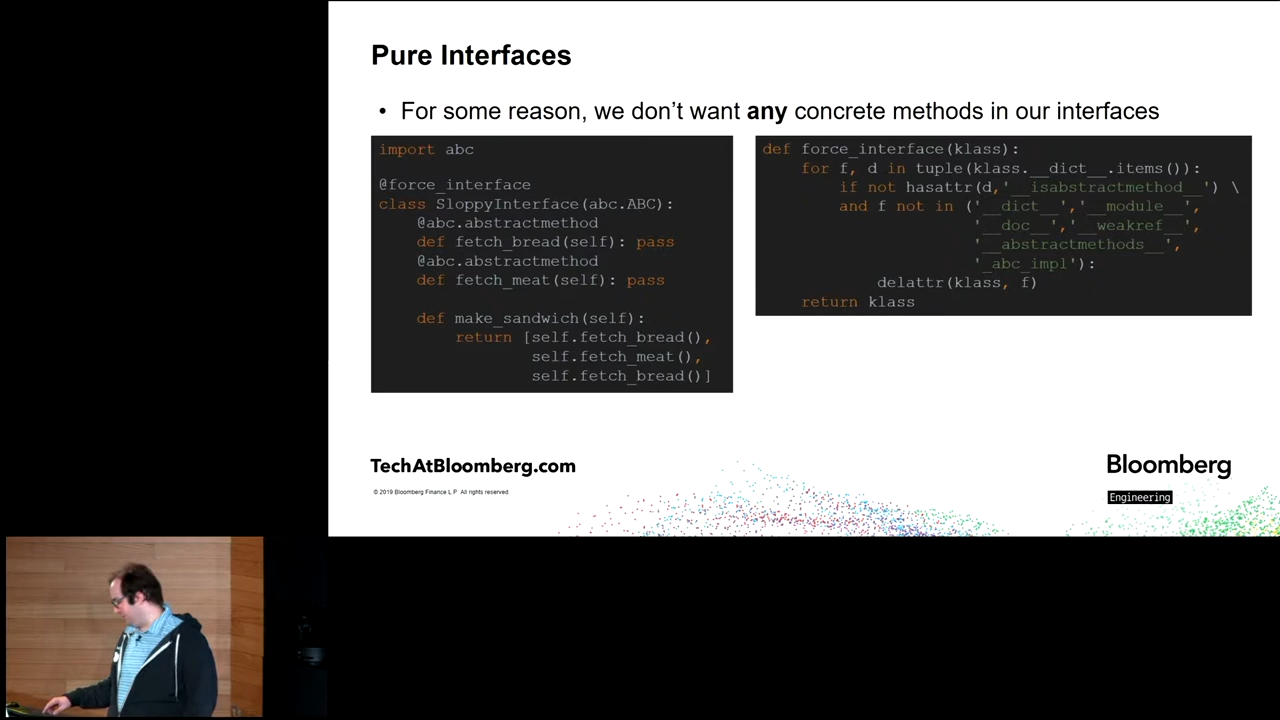 Pure Interfaces
• For some reason, we don't want any concrete methods in our interfaces
import abc
@force_interface
class SloppyInterface(abc.ABC):
@abc.abstractmethod
def fetch_bread(self): pass
@abc.abstractmethod
def fetch_meat(self): pass
def make_sandwich(self):
return [self.fetch_bread(),
self.fetch_meat(),
self.fetch_bread()]
def force_interface(klass):
for f, d in tuple(klass.__dict__.items()):
if not hasattr(d,'__isabstractmethod__') \
and f not in ('__dict__','__module__',
'__doc__','__weakref__',
'__abstractmethods__',
'_abc_impl'):
delattr(klass, f)
return klass
TechAtBloomberg.com
© 2019 Bloomberg Finance L.P. All rights reserved.
Bloomberg
Engineering